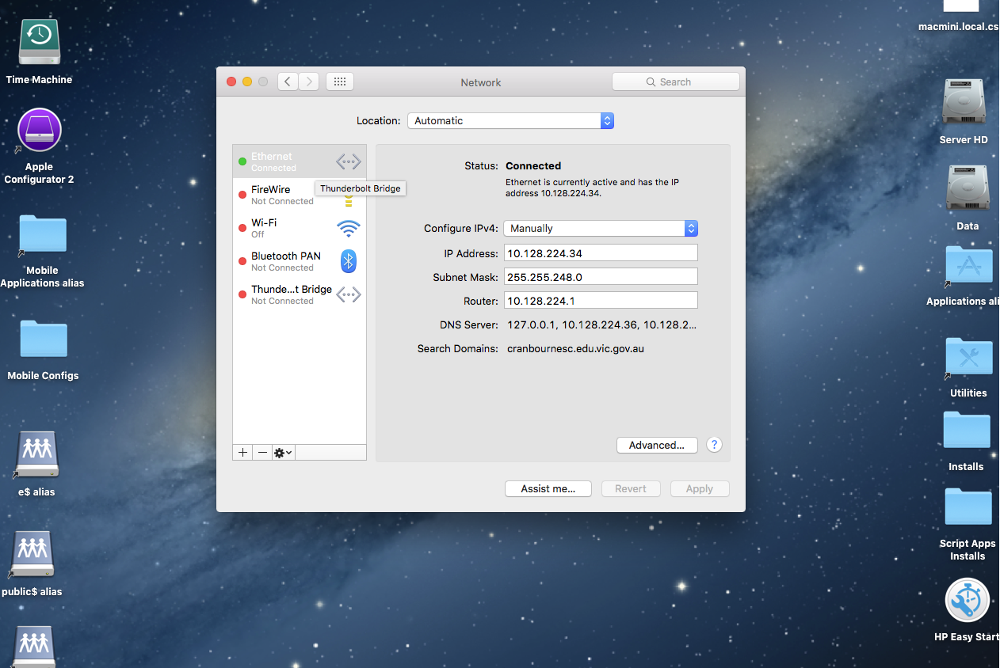 Time Machine
Apple
Configurator 2
Mobile
Applications alias
Mobile Configs
e$ alias
public$ alias
Network
Search
Location:
Automatic
Ethernet
Connected
FireWire
Not Connected
Thunderbolt Bridge
Wi-Fi
Off
Bluetooth PAN
Not Connected
Thunde...t Bridge
Not Connected
Status: Connected
Ethernet is currently active and has the IP
address 10.128.224.34.
Configure IPv4: Manually
IP Address: 10.128.224.34
Subnet Mask: 255.255.248.0
Router: 10.128.224.1
DNS Server: 127.0.0.1, 10.128.224.36, 10.128.2...
Search Domains: cranbournesc.edu.vic.gov.au
Advanced...
?
Assist me...
Revert
Apply
macmini.local.cs
Server HD
Data
Applications ali
Utilities
Installs
Script Apps
Installs
HP Easy Start